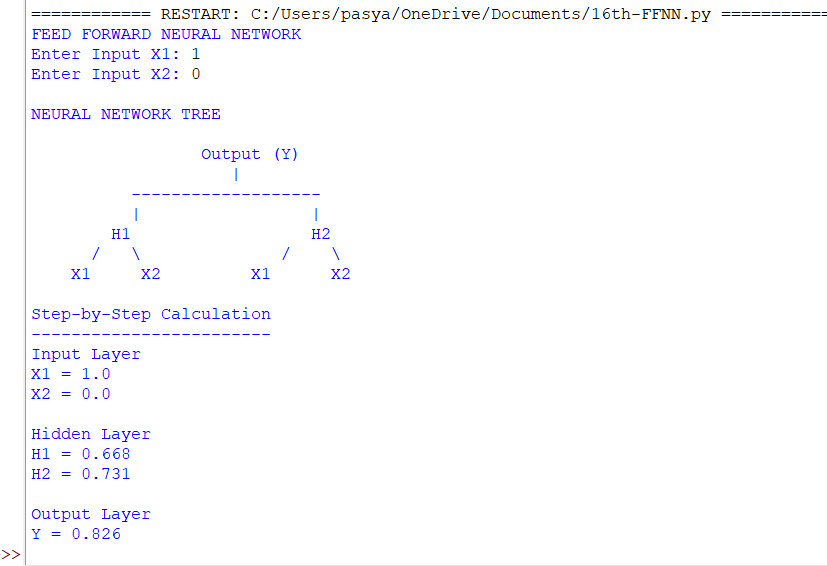 ============ RESTART: C:/Users/pasya/OneDrive/Documents/16th-FFNN.py ===========
FEED FORWARD NEURAL NETWORK
Enter Input X1: 1
Enter Input X2: 0
NEURAL NETWORK TREE
Output (Y)
|
-------------------
| |
H1 H2
/ \ / \
X1 X2 X1 X2
Step-by-Step Calculation
------------------------
Input Layer
X1 = 1.0
X2 = 0.0
Hidden Layer
H1 = 0.668
H2 = 0.731
Output Layer
Y = 0.826
>>